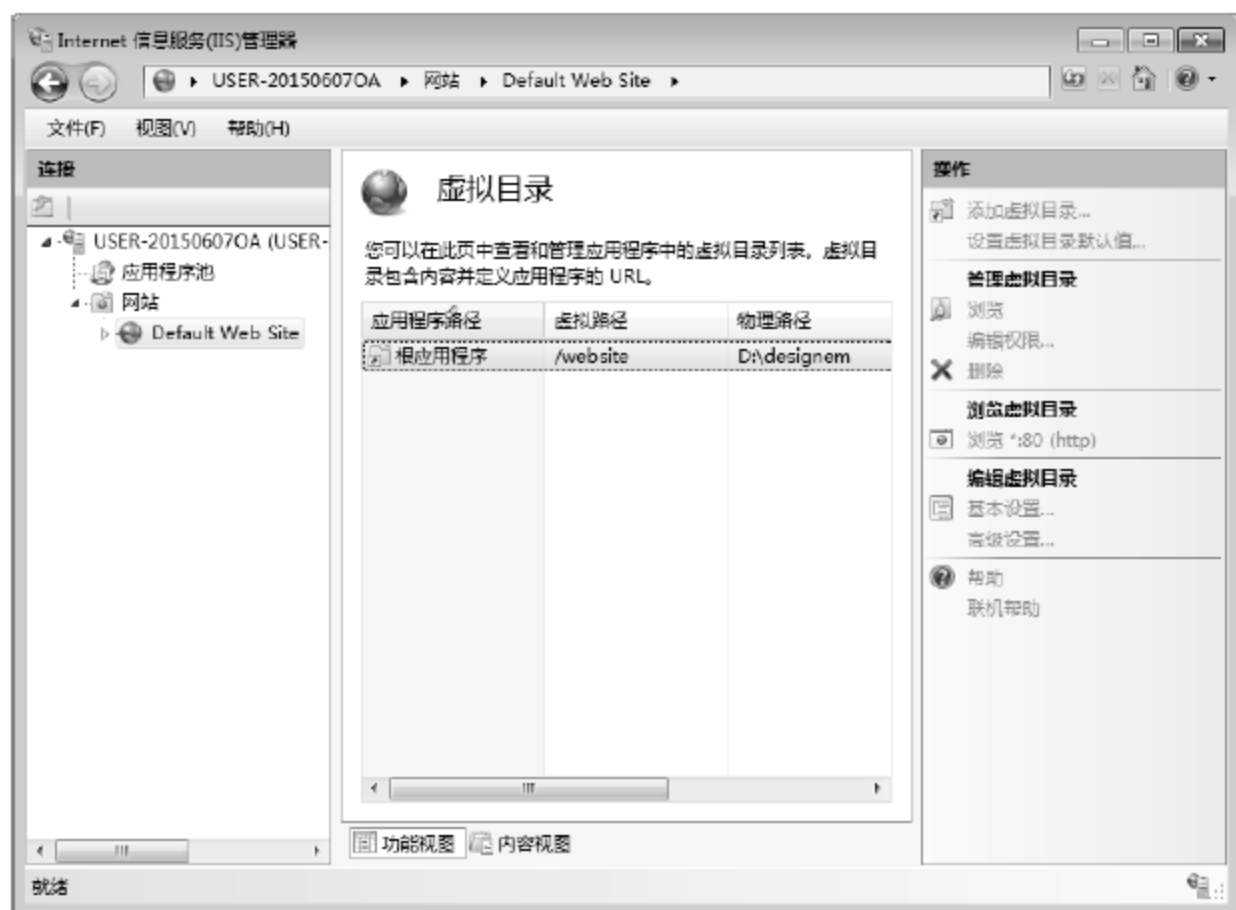 Internet 信息服务(IIS)管理器
USER-20150607OA ▸ 网站 ▸ Default Web Site ▸
文件(F) 视图(V) 帮助(H)
连接
USER-20150607OA (USER-
应用程序池
网站
Default Web Site
虚拟目录
您可以在此页中查看和管理应用程序中的虚拟目录列表。虚拟目
录包含内容并定义应用程序的 URL。
应用程序路径 虚拟路径 物理路径
根应用程序 /website D:\designem
功能视图 内容视图
操作
添加虚拟目录...
设置虚拟目录默认值...
管理虚拟目录
浏览
编辑权限...
删除
浏览虚拟目录
浏览 *:80 (http)
编辑虚拟目录
基本设置...
高级设置...
帮助
联机帮助
就绪